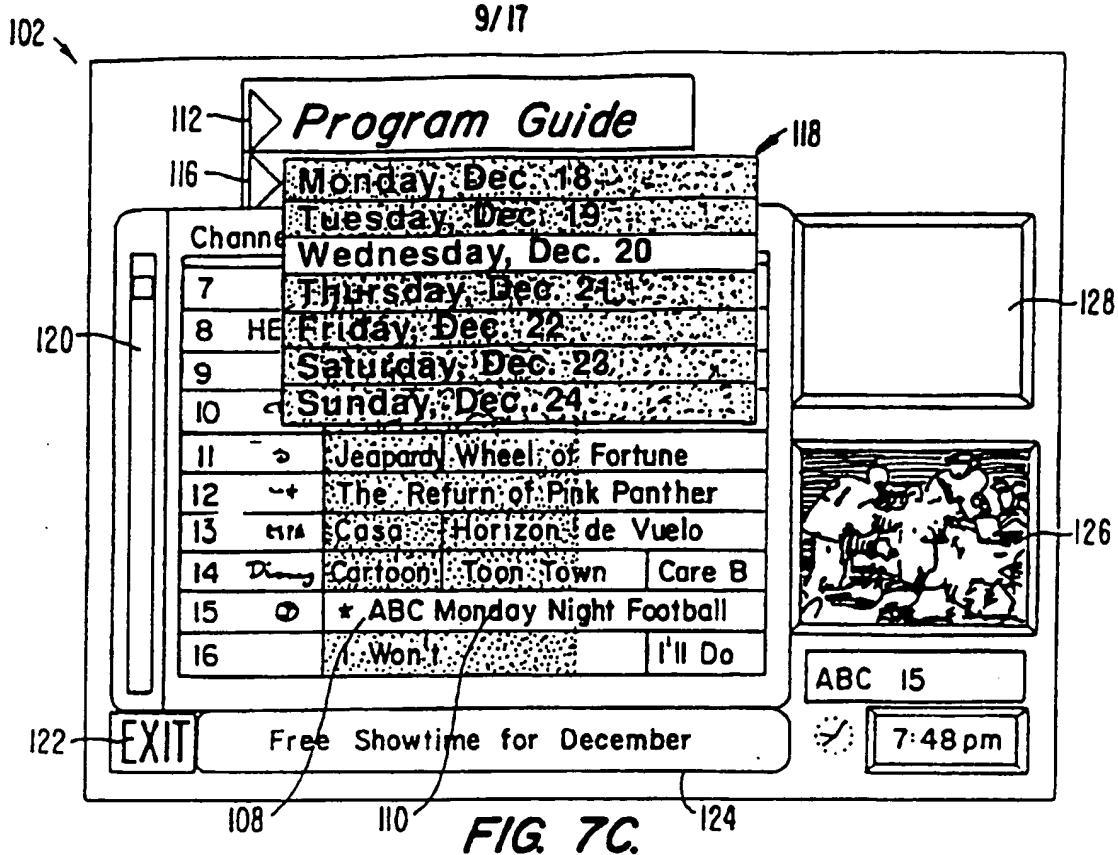 9/17
102
112
Program Guide
118
116
Monday, Dec. 18
Tuesday, Dec. 19
Channe
Wednesday, Dec. 20
7
Thursday, Dec. 21
128
8 HE Friday, Dec. 22
120
9 Saturday, Dec. 23
10 Sunday, Dec. 24
11 Jeapardy Wheel of Fortune
12 The Return of Pink Panther
13 Casa Horizon de Vuelo
126
14 Disney Cartoon Toon Town Care B
15 * ABC Monday Night Football
16 I Won't I'll Do
ABC 15
122
EXIT
Free Showtime for December
7:48 pm
108
110
124
FIG. 7C.